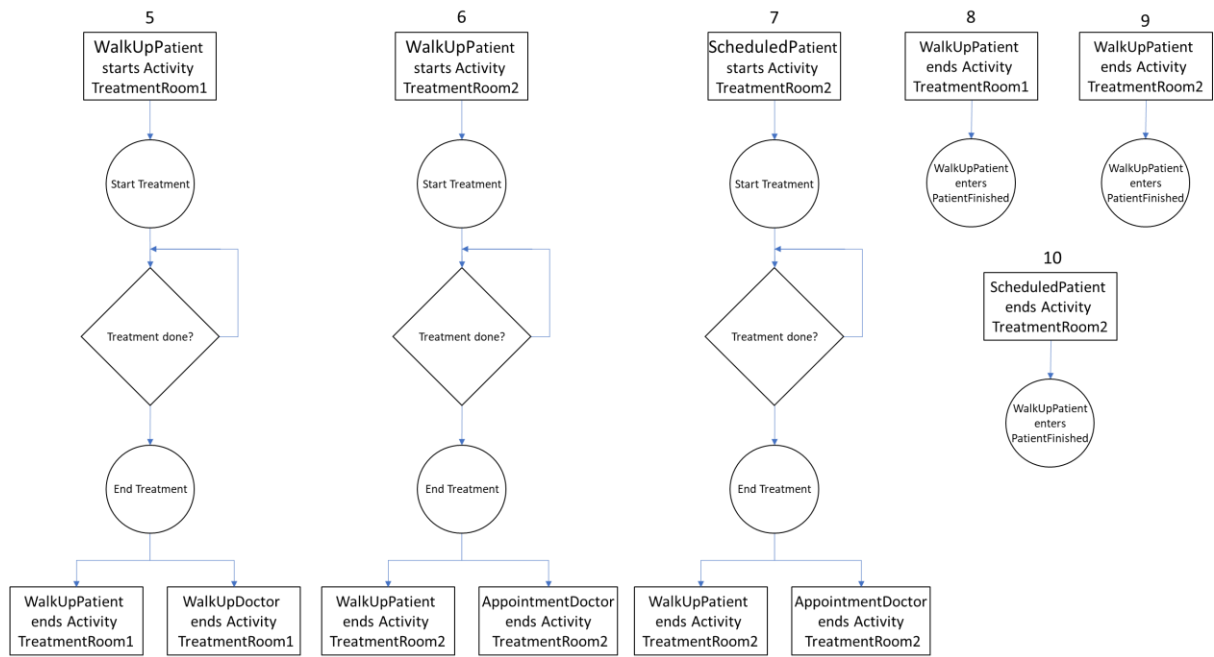 5
WalkUpPatient
starts Activity
TreatmentRoom1
Start Treatment
Treatment done?
End Treatment
WalkUpPatient
ends Activity
TreatmentRoom1
WalkUpDoctor
ends Activity
TreatmentRoom1
6
WalkUpPatient
starts Activity
TreatmentRoom2
Start Treatment
Treatment done?
End Treatment
WalkUpPatient
ends Activity
TreatmentRoom2
AppointmentDoctor
ends Activity
TreatmentRoom2
7
ScheduledPatient
starts Activity
TreatmentRoom2
Start Treatment
Treatment done?
End Treatment
WalkUpPatient
ends Activity
TreatmentRoom2
AppointmentDoctor
ends Activity
TreatmentRoom2
8
WalkUpPatient
ends Activity
TreatmentRoom1
WalkUpPatient
enters
PatientFinished
9
WalkUpPatient
ends Activity
TreatmentRoom2
WalkUpPatient
enters
PatientFinished
10
ScheduledPatient
ends Activity
TreatmentRoom2
WalkUpPatient
enters
PatientFinished